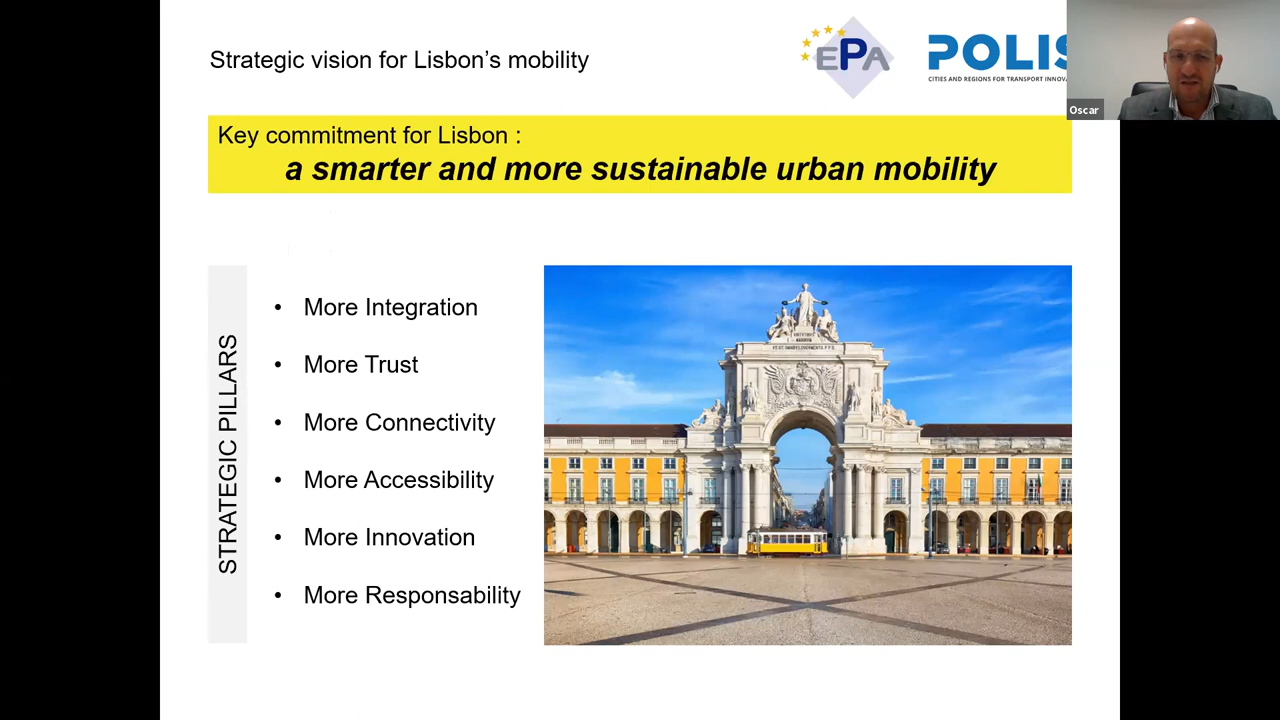 Strategic vision for Lisbon's mobility
EPA
POLIS
CITIES AND REGIONS FOR TRANSPORT INNOVA
Oscar
Key commitment for Lisbon :
a smarter and more sustainable urban mobility
STRATEGIC PILLARS
• More Integration
• More Trust
• More Connectivity
• More Accessibility
• More Innovation
• More Responsability